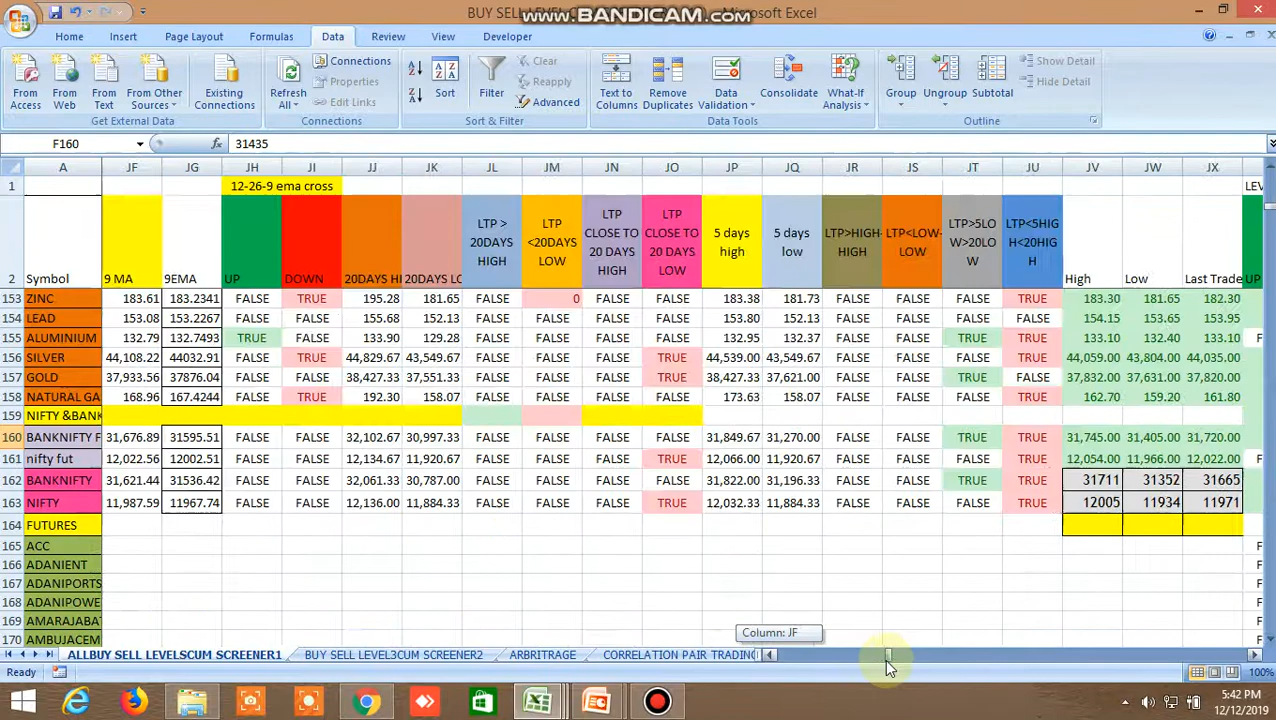 BUY SELL LEVEL
www.BANDICAM.com
Microsoft Excel
Home Insert Page Layout Formulas Data Review View Developer
From Access
From Web
From Text
From Other Sources
Existing Connections
Get External Data
Refresh All
Connections
Properties
Edit Links
Connections
Sort
Filter
Clear
Reapply
Advanced
Sort & Filter
Text to Columns
Remove Duplicates
Data Validation
Consolidate
What-If Analysis
Data Tools
Group
Ungroup
Subtotal
Show Detail
Hide Detail
Outline
F160 fx 31435
A JF JG JH JI JJ JK JL JM JN JO JP JQ JR JS JT JU JV JW JX
1 12-26-9 ema cross LEV
2 Symbol 9 MA 9EMA UP DOWN 20DAYS HI 20DAYS LO LTP > 20DAYS HIGH LTP <20DAYS LOW LTP CLOSE TO 20 DAYS HIGH LTP CLOSE TO 20 DAYS LOW 5 days high 5 days low LTP>HIGH-HIGH LTP<LOW-LOW LTP>5LOW>20LOW LTP<5HIGH<20HIGH High Low Last Trade UP
153 ZINC 183.61 183.2341 FALSE TRUE 195.28 181.65 FALSE 0 FALSE FALSE 183.38 181.73 FALSE FALSE FALSE TRUE 183.30 181.65 182.30
154 LEAD 153.08 153.2267 FALSE FALSE 155.68 152.13 FALSE FALSE FALSE FALSE 153.80 152.13 FALSE FALSE FALSE FALSE 154.15 153.65 153.95
155 ALUMINIUM 132.79 132.7493 TRUE FALSE 133.90 129.28 FALSE FALSE FALSE FALSE 132.95 132.37 FALSE FALSE TRUE FALSE 133.10 132.40 133.10 F
156 SILVER 44,108.22 44032.91 FALSE TRUE 44,829.67 43,549.67 FALSE FALSE FALSE TRUE 44,539.00 43,549.67 FALSE FALSE FALSE TRUE 44,059.00 43,804.00 44,035.00
157 GOLD 37,933.56 37876.04 FALSE FALSE 38,427.33 37,551.33 FALSE FALSE FALSE TRUE 38,427.33 37,621.00 FALSE FALSE TRUE FALSE 37,832.00 37,631.00 37,820.00
158 NATURAL GA 168.96 167.4244 FALSE TRUE 192.30 158.07 FALSE FALSE FALSE FALSE 173.63 158.07 FALSE FALSE FALSE TRUE 162.70 159.20 161.80
159 NIFTY &BANK
160 BANKNIFTY F 31,676.89 31595.51 FALSE FALSE 32,102.67 30,997.33 FALSE FALSE FALSE FALSE 31,849.67 31,270.00 FALSE FALSE TRUE TRUE 31,745.00 31,405.00 31,720.00
161 nifty fut 12,022.56 12002.51 FALSE FALSE 12,134.67 11,920.67 FALSE FALSE FALSE TRUE 12,066.00 11,920.67 FALSE FALSE FALSE TRUE 12,054.00 11,966.00 12,022.00 F
162 BANKNIFTY 31,621.44 31536.42 FALSE FALSE 32,061.33 30,787.00 FALSE FALSE FALSE FALSE 31,822.00 31,196.33 FALSE FALSE TRUE TRUE 31711 31352 31665
163 NIFTY 11,987.59 11967.74 FALSE FALSE 12,136.00 11,884.33 FALSE FALSE FALSE TRUE 12,032.33 11,884.33 FALSE FALSE FALSE TRUE 12005 11934 11971
164 FUTURES
165 ACC F
166 ADANIENT F
167 ADANIPORTS F
168 ADANIPOWE F
169 AMARAJABAT F
170 AMBUJACEM F
Column: JF
ALLBUY SELL LEVELSCUM SCREENER1 BUY SELL LEVEL3CUM SCREENER2 ARBITRAGE CORRELATION PAIR TRADING
Ready 100%
5:42 PM
12/12/2019